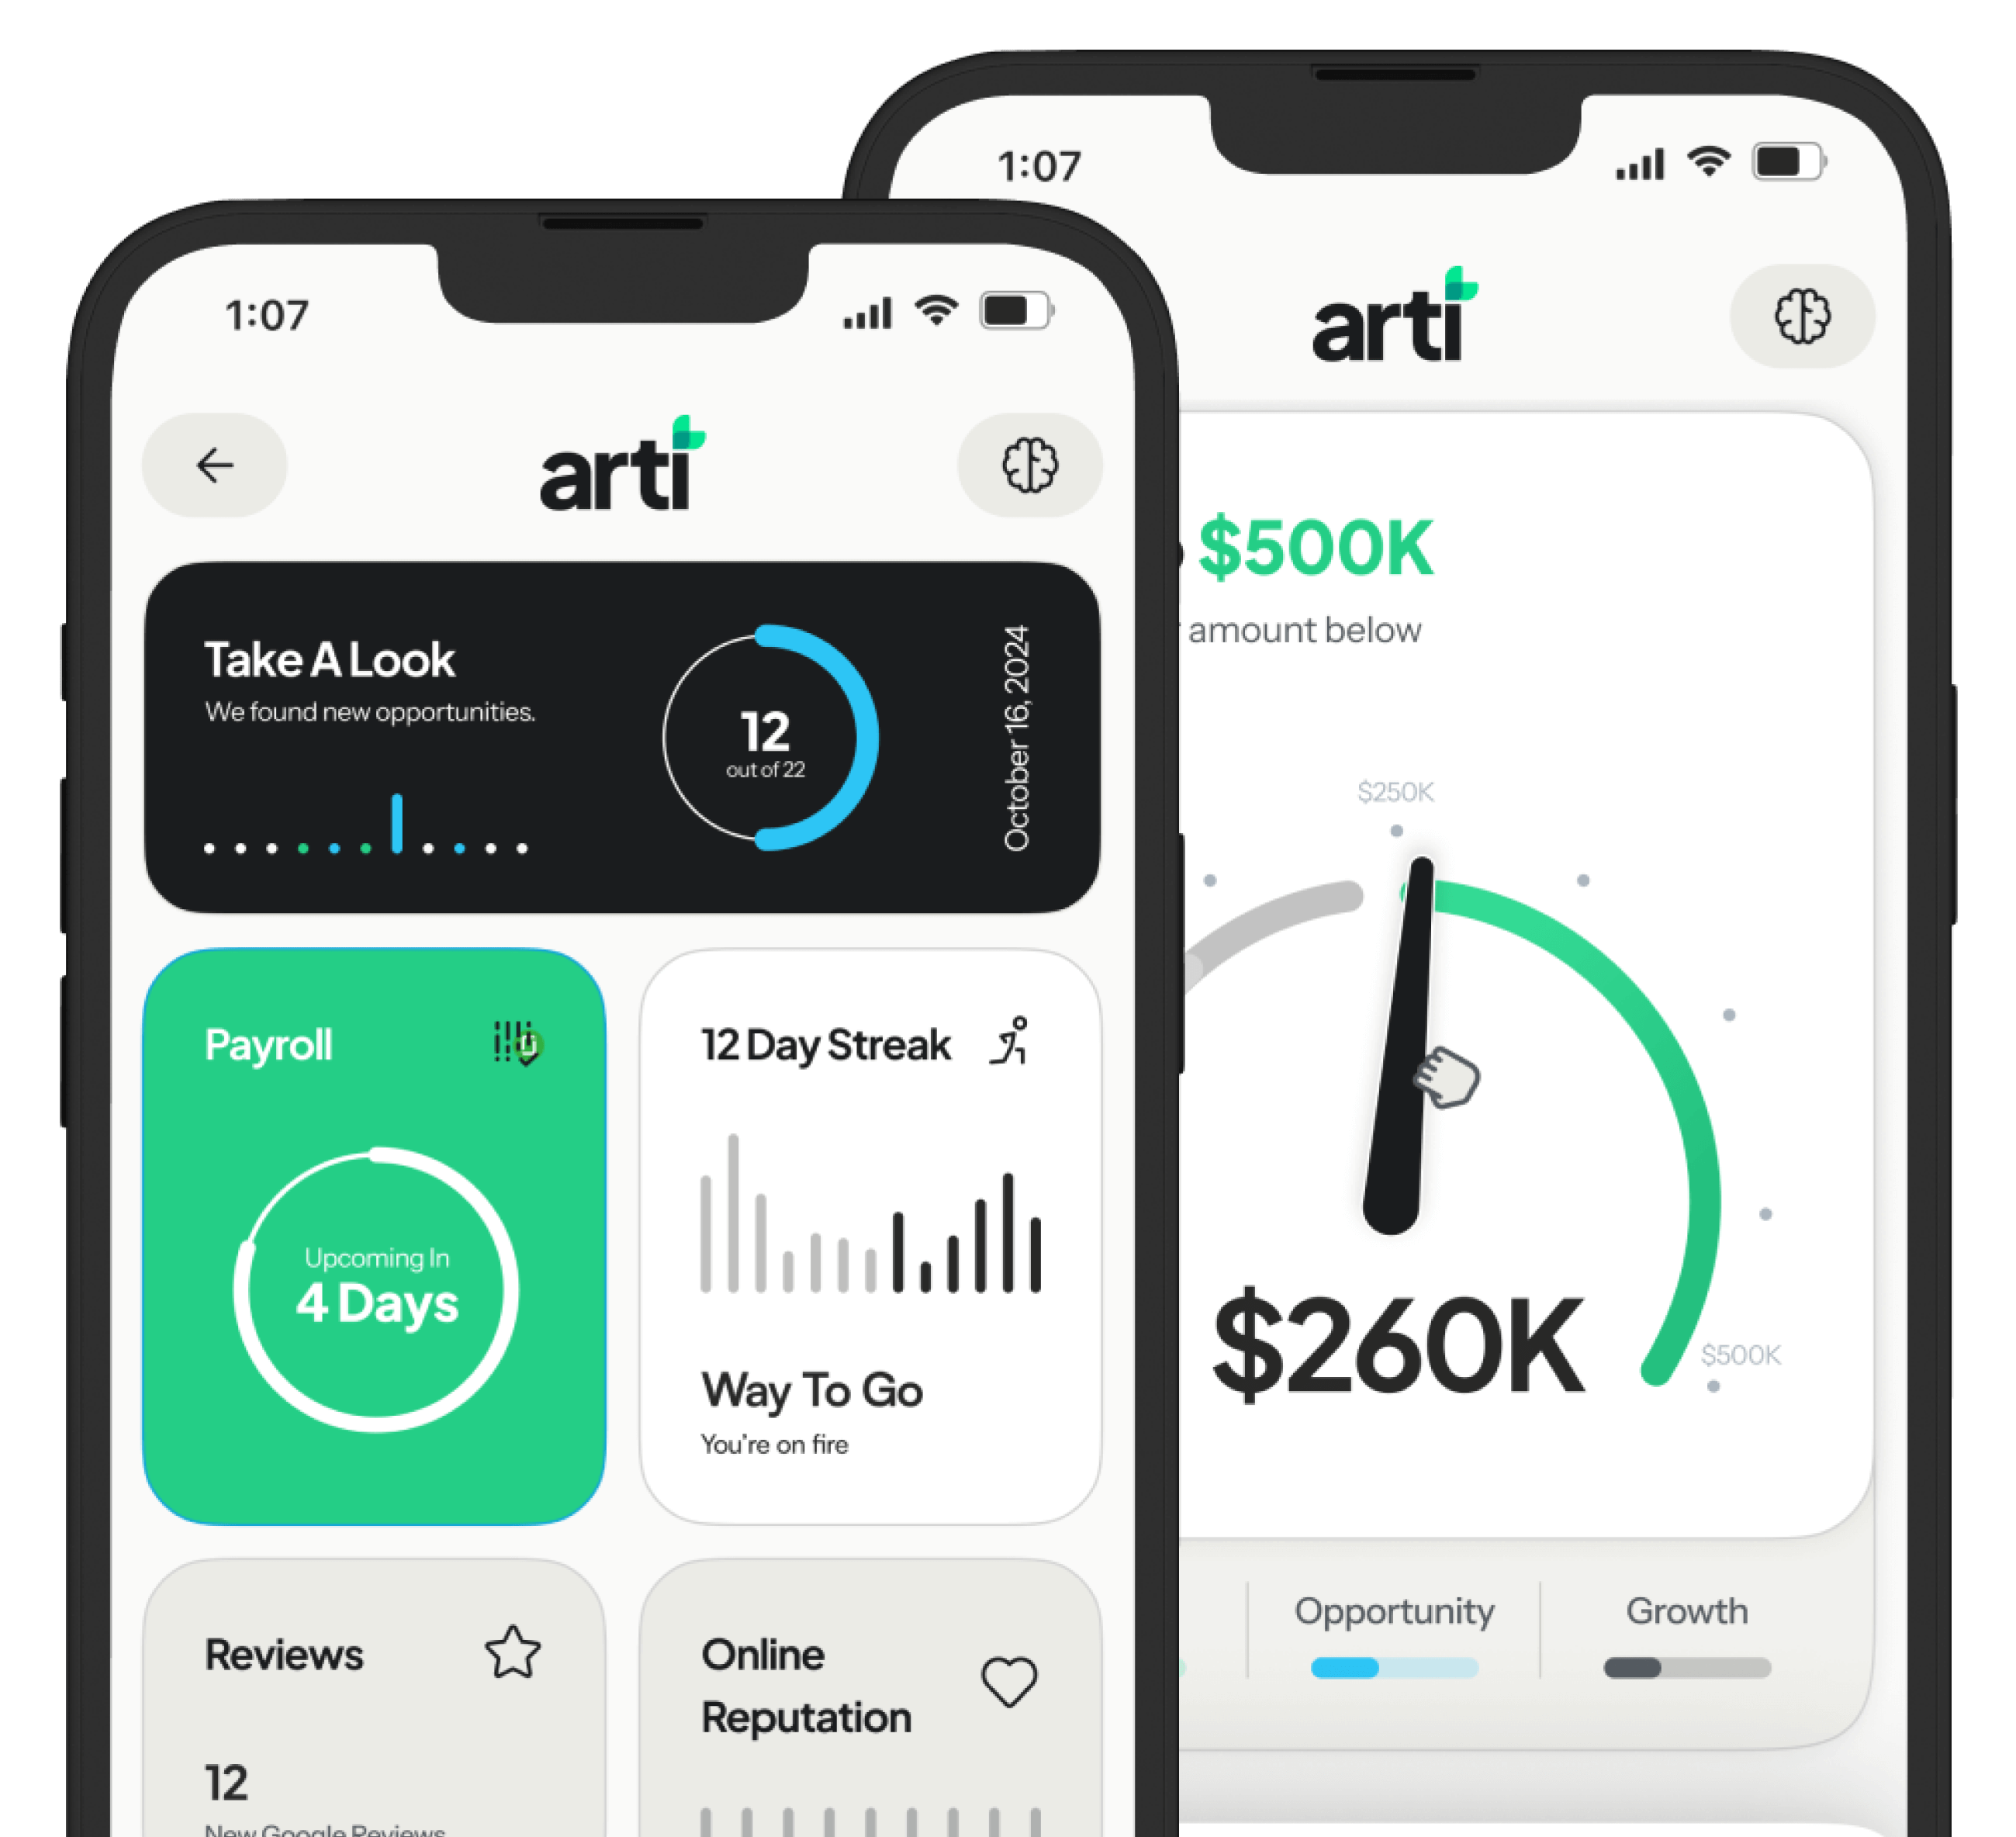 1:07
arti
Take A Look
We found new opportunities.
12
out of 22
October 16, 2024
Payroll
Upcoming In
4 Days
12 Day Streak
Way To Go
You're on fire
Reviews
12
New Google Reviews
Online
Reputation
1:07
arti
$500K
amount below
$250K
$260K
$500K
Opportunity
Growth